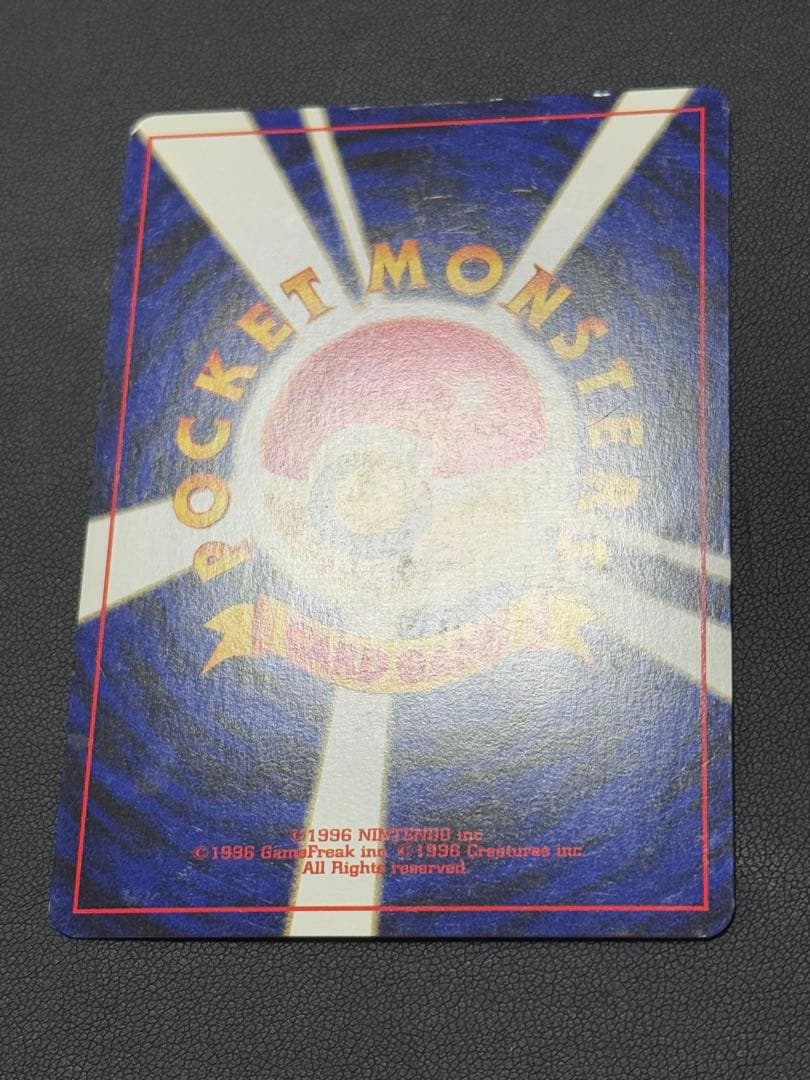 POCKET MONSTERS
CARD GAME
©1996 NINTENDO inc.
©1996 GameFreak inc. ©1996 Creatures inc.
All Rights reserved.